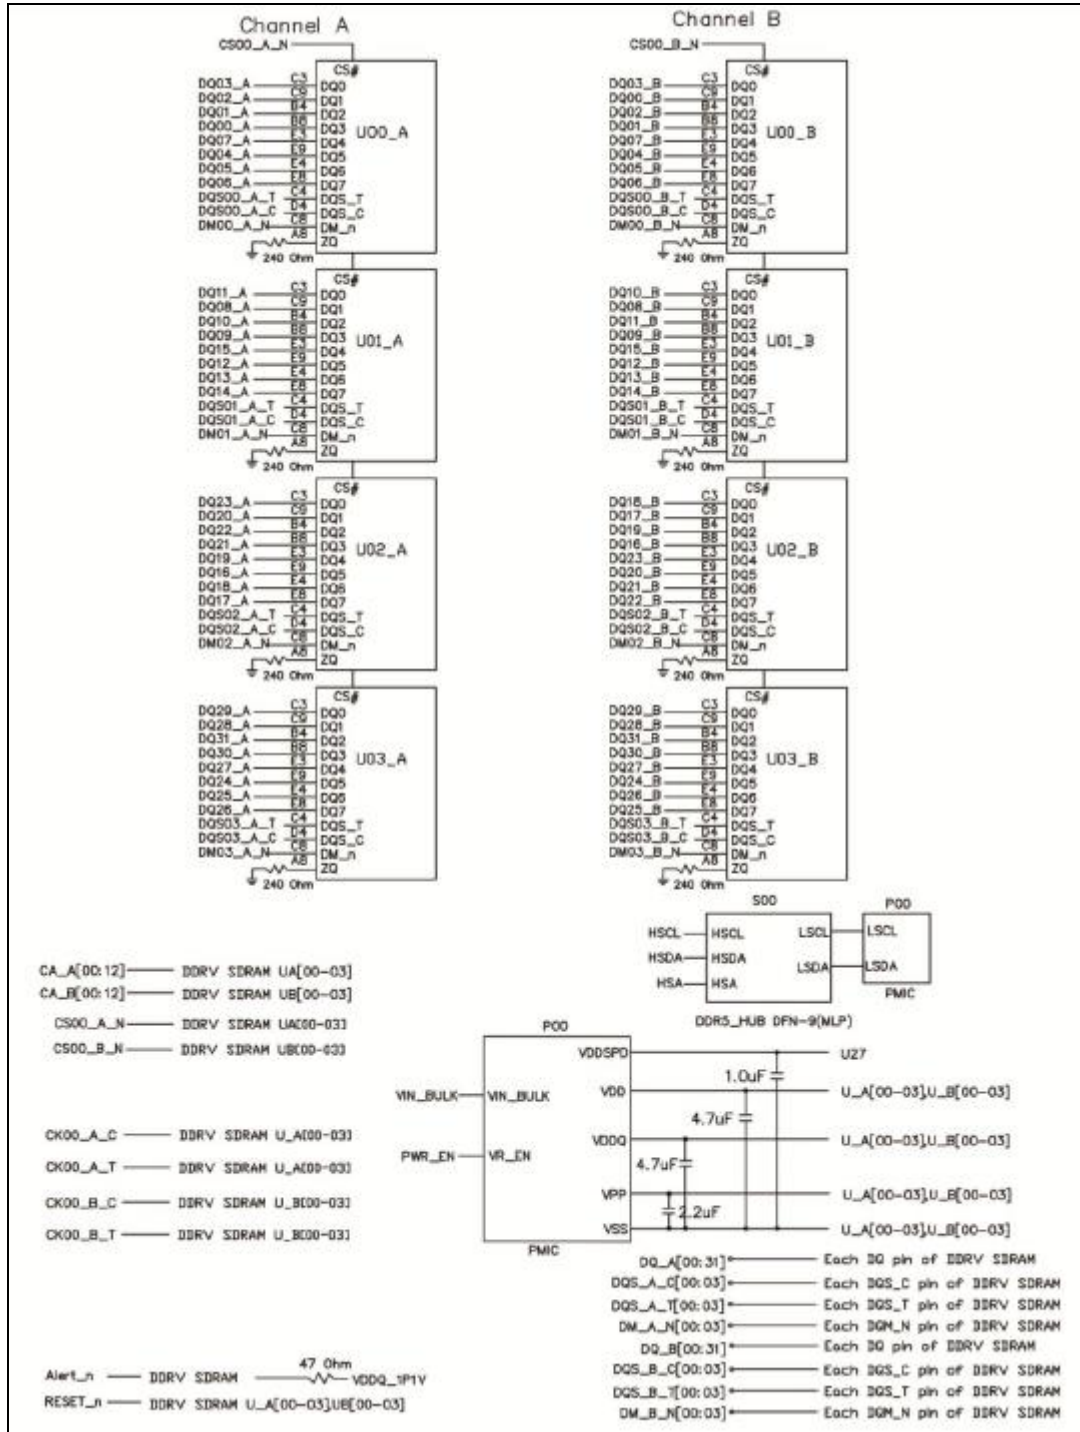 Channel A
CS00_A_N
CS#
DQ03_A C3 DQ0
DQ02_A C9 DQ1
DQ01_A B4 DQ2
DQ00_A B8 DQ3
DQ07_A E3 DQ4
DQ04_A E9 DQ5
DQ05_A E4 DQ6
DQ06_A E8 DQ7
DQS00_A_T C4 DQS_T
DQS00_A_C D4 DQS_C
DM00_A_N C8 DM_n
A8 ZQ
240 Ohm
U00_A
CS#
DQ11_A C3 DQ0
DQ08_A C9 DQ1
DQ10_A B4 DQ2
DQ09_A B8 DQ3
DQ15_A E3 DQ4
DQ12_A E9 DQ5
DQ13_A E4 DQ6
DQ14_A E8 DQ7
DQS01_A_T C4 DQS_T
DQS01_A_C D4 DQS_C
DM01_A_N C8 DM_n
A8 ZQ
240 Ohm
U01_A
CS#
DQ23_A C3 DQ0
DQ20_A C9 DQ1
DQ22_A B4 DQ2
DQ21_A B8 DQ3
DQ19_A E3 DQ4
DQ16_A E9 DQ5
DQ18_A E4 DQ6
DQ17_A E8 DQ7
DQS02_A_T C4 DQS_T
DQS02_A_C D4 DQS_C
DM02_A_N C8 DM_n
A8 ZQ
240 Ohm
U02_A
CS#
DQ29_A C3 DQ0
DQ28_A C9 DQ1
DQ31_A B4 DQ2
DQ30_A B8 DQ3
DQ27_A E3 DQ4
DQ24_A E9 DQ5
DQ25_A E4 DQ6
DQ26_A E8 DQ7
DQS03_A_T C4 DQS_T
DQS03_A_C D4 DQS_C
DM03_A_N C8 DM_n
A8 ZQ
240 Ohm
U03_A
Channel B
CS00_B_N
CS#
DQ03_B C3 DQ0
DQ00_B C9 DQ1
DQ02_B B4 DQ2
DQ01_B B8 DQ3
DQ07_B E3 DQ4
DQ04_B E9 DQ5
DQ05_B E4 DQ6
DQ06_B E8 DQ7
DQS00_B_T C4 DQS_T
DQS00_B_C D4 DQS_C
DM00_B_N C8 DM_n
A8 ZQ
240 Ohm
U00_B
CS#
DQ10_B C3 DQ0
DQ08_B C9 DQ1
DQ11_B B4 DQ2
DQ09_B B8 DQ3
DQ15_B E3 DQ4
DQ12_B E9 DQ5
DQ13_B E4 DQ6
DQ14_B E8 DQ7
DQS01_B_T C4 DQS_T
DQS01_B_C D4 DQS_C
DM01_B_N C8 DM_n
A8 ZQ
240 Ohm
U01_B
CS#
DQ18_B C3 DQ0
DQ17_B C9 DQ1
DQ19_B B4 DQ2
DQ16_B B8 DQ3
DQ23_B E3 DQ4
DQ20_B E9 DQ5
DQ21_B E4 DQ6
DQ22_B E8 DQ7
DQS02_B_T C4 DQS_T
DQS02_B_C D4 DQS_C
DM02_B_N C8 DM_n
A8 ZQ
240 Ohm
U02_B
CS#
DQ29_B C3 DQ0
DQ28_B C9 DQ1
DQ31_B B4 DQ2
DQ30_B B8 DQ3
DQ27_B E3 DQ4
DQ24_B E9 DQ5
DQ26_B E4 DQ6
DQ25_B E8 DQ7
DQS03_B_T C4 DQS_T
DQS03_B_C D4 DQS_C
DM03_B_N C8 DM_n
A8 ZQ
240 Ohm
U03_B
S00 P00
HSCL HSCL LSCL LSCL
HSDA HSDA LSDA LSDA
HSA HSA
PMIC
DDR5_HUB DFN-9(MLP)
CA_A[00:12] DDRV SDRAM UA[00-03]
CA_B[00:12] DDRV SDRAM UB[00-03]
CS00_A_N DDRV SDRAM UA[00-03]
CS00_B_N DDRV SDRAM UB[00-03]
CK00_A_C DDRV SDRAM U_A[00-03]
CK00_A_T DDRV SDRAM U_A[00-03]
CK00_B_C DDRV SDRAM U_B[00-03]
CK00_B_T DDRV SDRAM U_B[00-03]
P00
VDDSPD U27
1.0uF
VIN_BULK VIN_BULK VDD U_A[00-03],U_B[00-03]
4.7uF
PWR_EN VR_EN VDDQ U_A[00-03],U_B[00-03]
4.7uF
VPP U_A[00-03],U_B[00-03]
2.2uF
VSS U_A[00-03],U_B[00-03]
PMIC
DQ_A[00:31] Each DQ pin of DDRV SDRAM
DQS_A_C[00:03] Each DQS_C pin of DDRV SDRAM
DQS_A_T[00:03] Each DQS_T pin of DDRV SDRAM
DM_A_N[00:03] Each DQM_N pin of DDRV SDRAM
DQ_B[00:31] Each DQ pin of DDRV SDRAM
DQS_B_C[00:03] Each DQS_C pin of DDRV SDRAM
DQS_B_T[00:03] Each DQS_T pin of DDRV SDRAM
DM_B_N[00:03] Each DQM_N pin of DDRV SDRAM
47 Ohm
Alert_n DDRV SDRAM VDDQ_1P1V
RESET_n DDRV SDRAM U_A[00-03],UB[00-03]